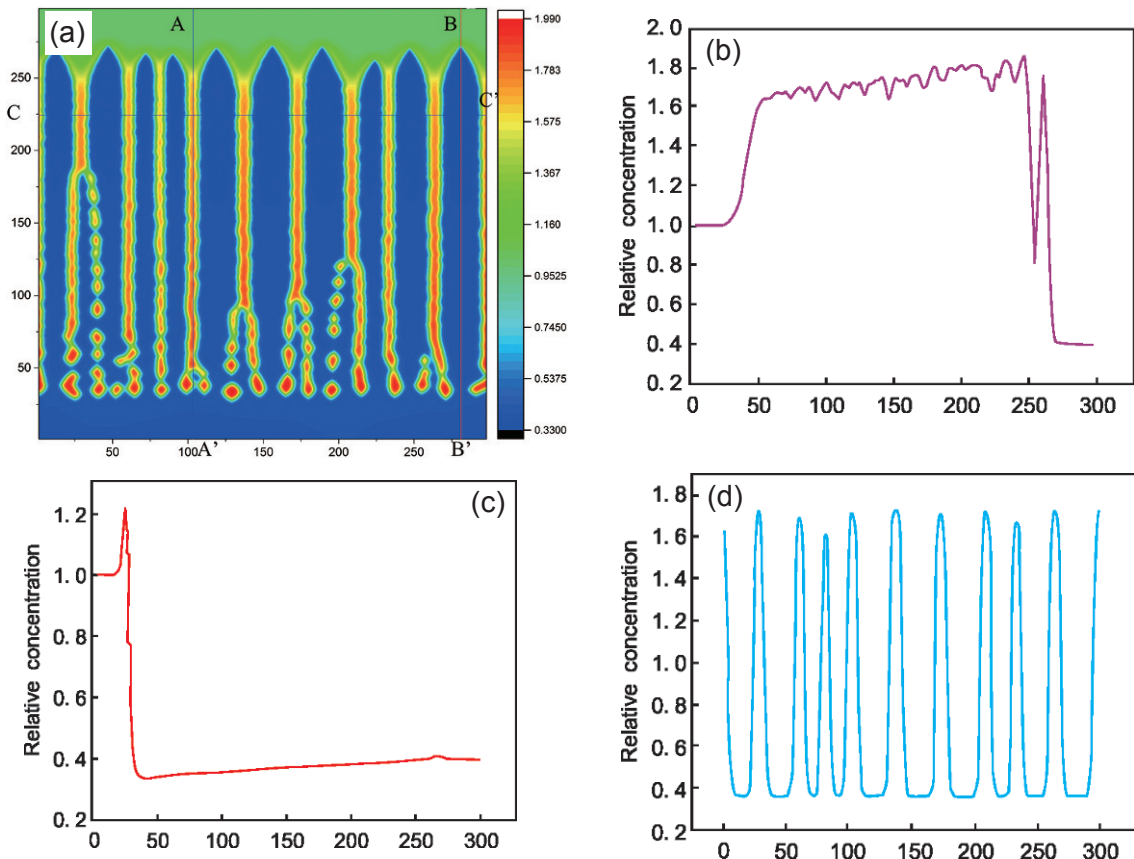 (a)
A
B
C
C'
A'
B'
250
200
150
100
50
50
100
150
200
250
1.990
1.783
1.575
1.367
1.160
0.9525
0.7450
0.5375
0.3300
(b)
Relative concentration
2. 0
1. 8
1. 6
1. 4
1. 2
1. 0
0. 8
0. 6
0. 4
0. 2
0 50 100 150 200 250 300
(c)
Relative concentration
1. 2
1. 0
0. 8
0. 6
0. 4
0. 2
0 50 100 150 200 250 300
(d)
Relative concentration
1. 8
1. 6
1. 4
1. 2
1. 0
0. 8
0. 6
0. 4
0. 2
0 50 100 150 200 250 300